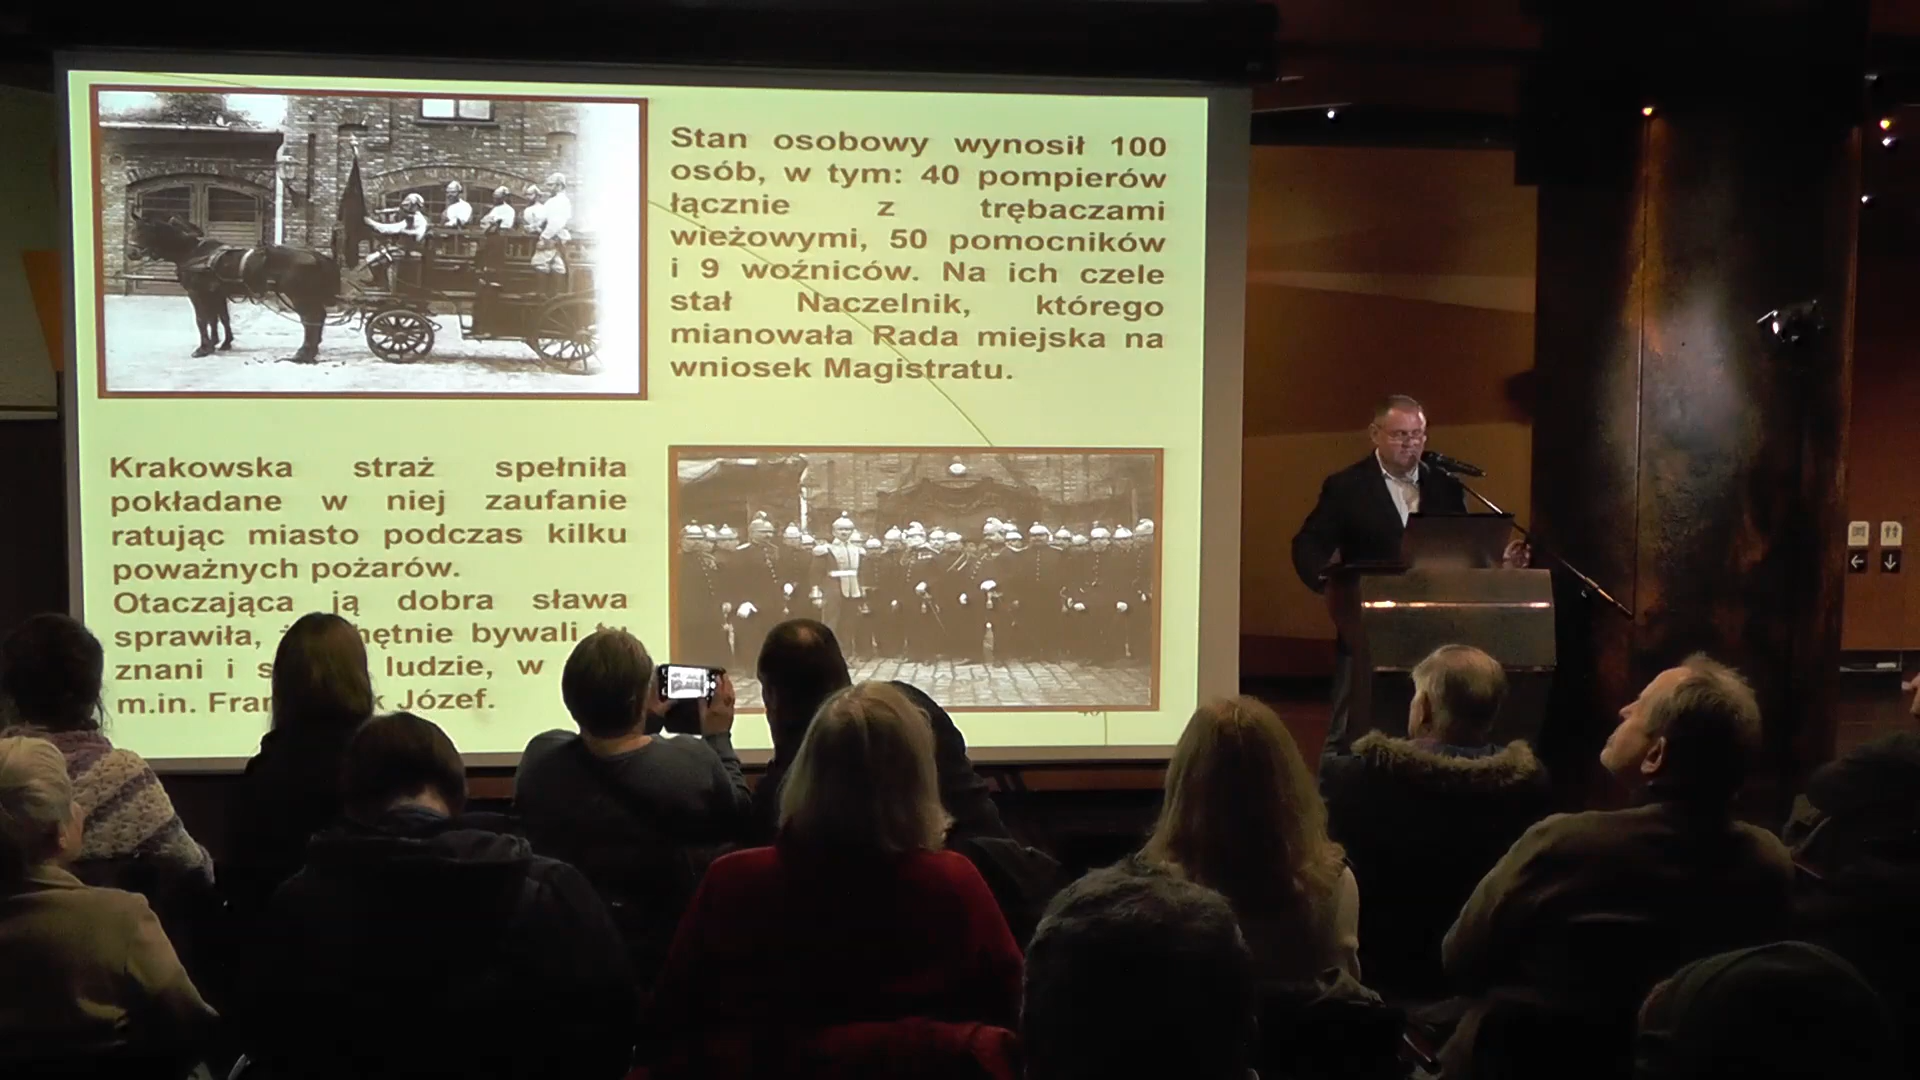 Stan osobowy wynosił 100
osób, w tym: 40 pompierów
łącznie z trębaczami
wieżowymi, 50 pomocników
i 9 woźniców. Na ich czele
stał Naczelnik, którego
mianowała Rada miejska na
wniosek Magistratu.
Krakowska straż spełniła
pokładane w niej zaufanie
ratując miasto podczas kilku
poważnych pożarów.
Otaczająca ją dobra sława
sprawiła, bywali
znani i ludzie, w
m.in. Józef.